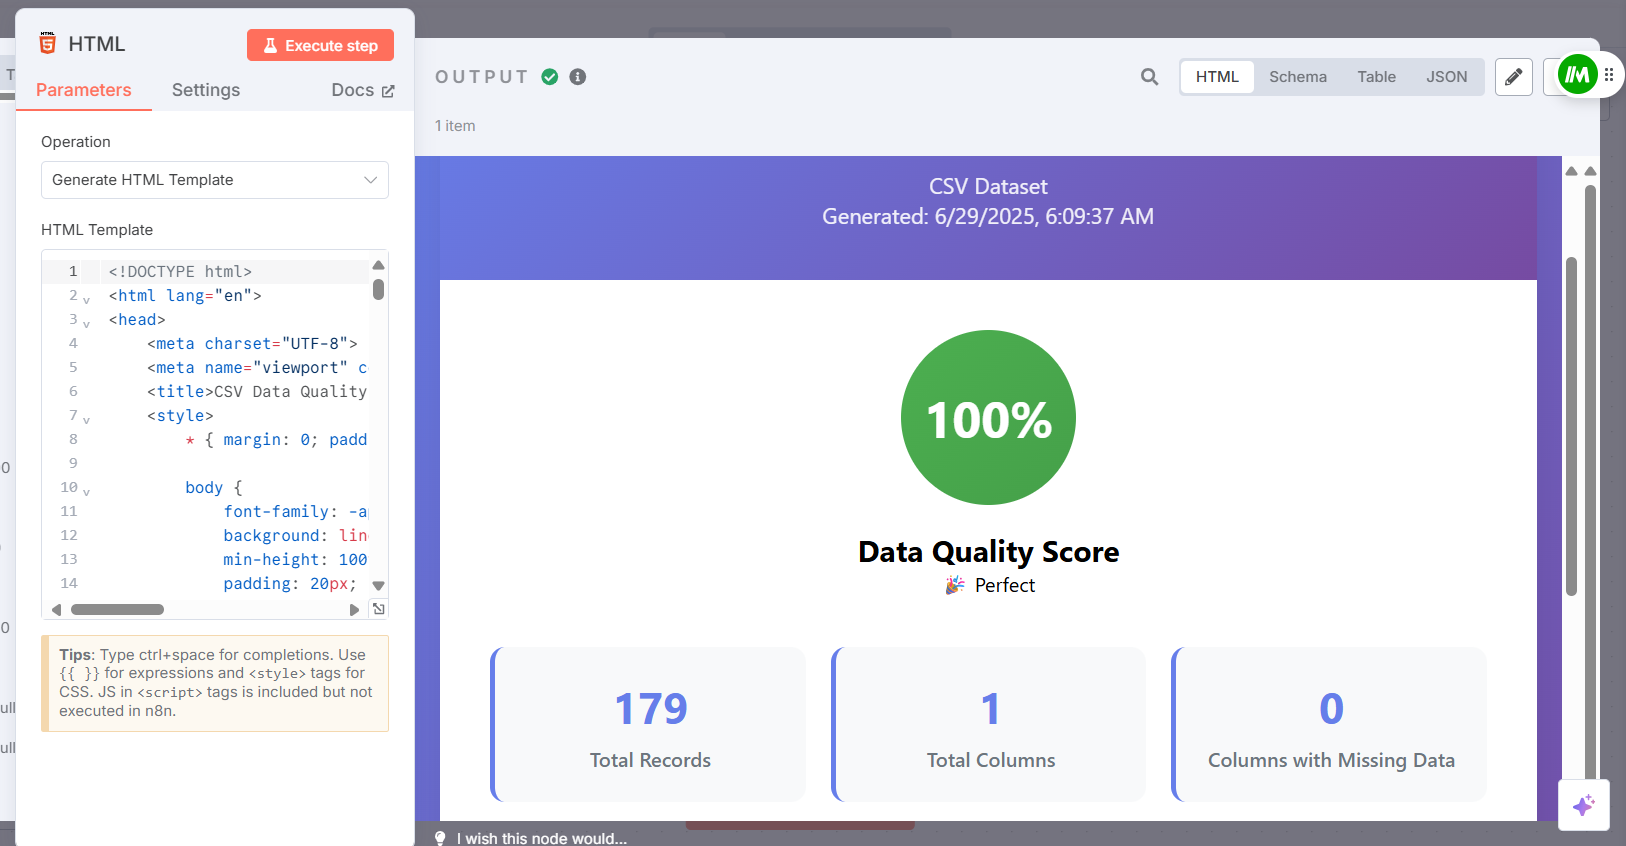 HTML
Execute step
Parameters
Settings
Docs
Operation
Generate HTML Template
HTML Template
1 <!DOCTYPE html>
2 <html lang="en">
3 <head>
4 <meta charset="UTF-8">
5 <meta name="viewport" c
6 <title>CSV Data Quality
7 <style>
8 * { margin: 0; padd
9
10 body {
11 font-family: -ap
12 background: line
13 min-height: 100
14 padding: 20px;
Tips: Type ctrl+space for completions. Use
{{ }} for expressions and <style> tags for
CSS. JS in <script> tags is included but not
executed in n8n.
OUTPUT
HTML
Schema
Table
JSON
1 item
CSV Dataset
Generated: 6/29/2025, 6:09:37 AM
100%
Data Quality Score
🎉 Perfect
179
Total Records
1
Total Columns
0
Columns with Missing Data
I wish this node would...